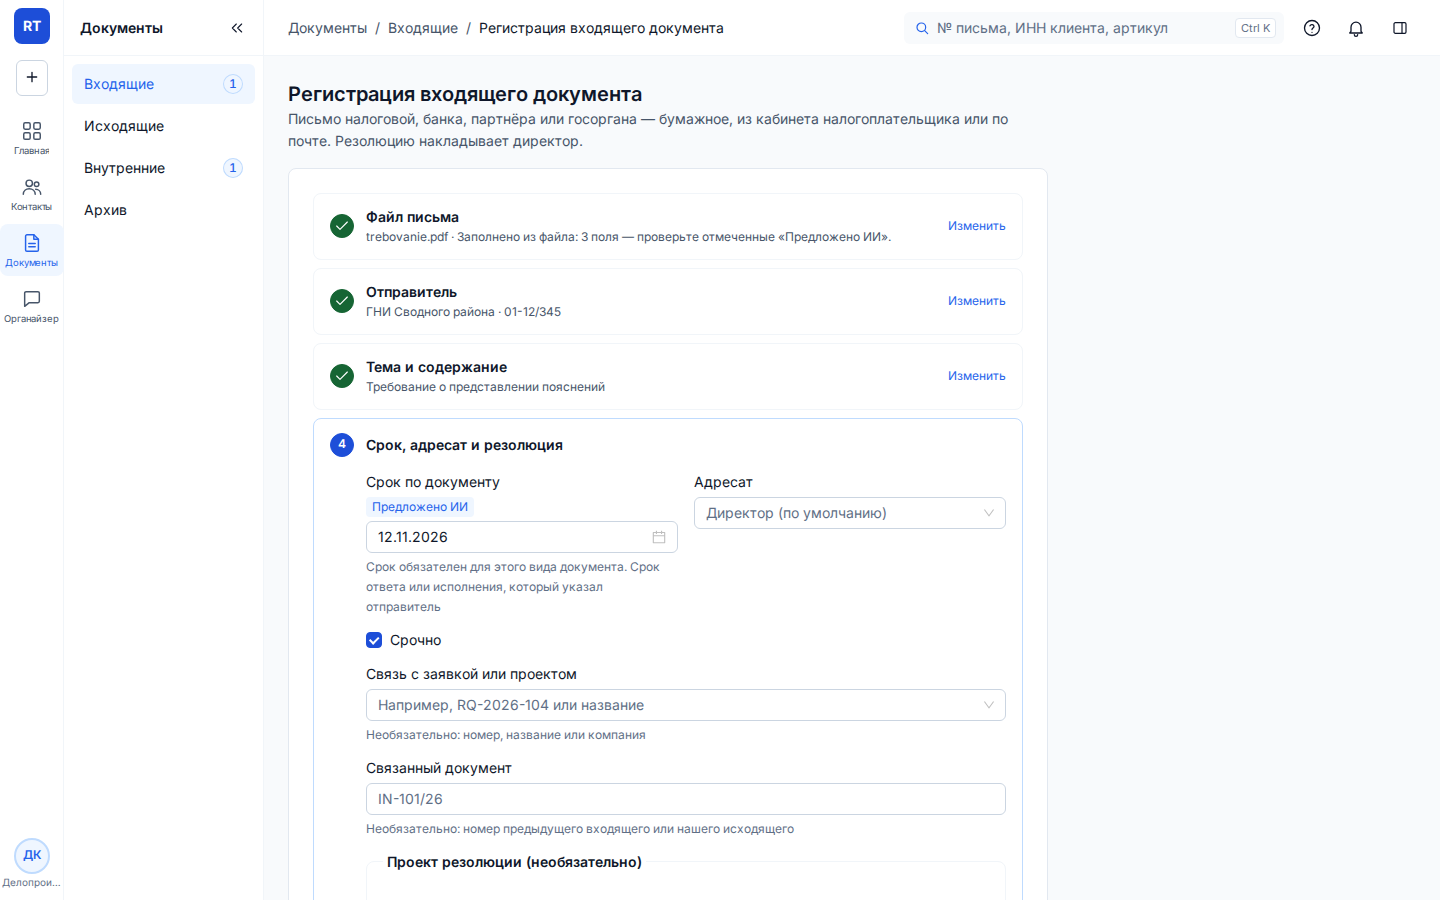 RT
Главная
Контакты
Документы
Органайзер
ДК
Делопрои...
Документы
Входящие 1
Исходящие
Внутренние 1
Архив
Документы / Входящие / Регистрация входящего документа
№ письма, ИНН клиента, артикул Ctrl K
Регистрация входящего документа
Письмо налоговой, банка, партнёра или госоргана — бумажное, из кабинета налогоплательщика или по
почте. Резолюцию накладывает директор.
Файл письма
trebovanie.pdf · Заполнено из файла: 3 поля — проверьте отмеченные «Предложено ИИ».
Изменить
Отправитель
ГНИ Сводного района · 01-12/345
Изменить
Тема и содержание
Требование о представлении пояснений
Изменить
4 Срок, адресат и резолюция
Срок по документу
Предложено ИИ
12.11.2026
Срок обязателен для этого вида документа. Срок
ответа или исполнения, который указал
отправитель
Адресат
Директор (по умолчанию)
Срочно
Связь с заявкой или проектом
Например, RQ-2026-104 или название
Необязательно: номер, название или компания
Связанный документ
IN-101/26
Необязательно: номер предыдущего входящего или нашего исходящего
Проект резолюции (необязательно)